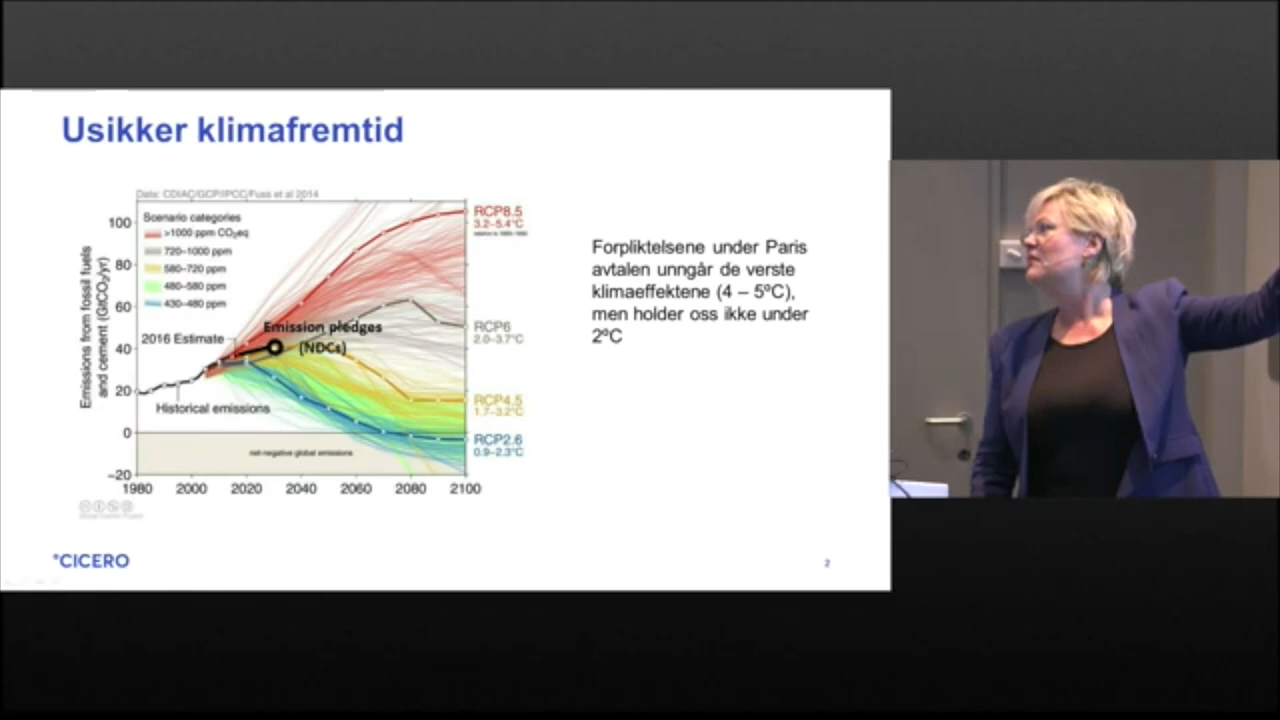 Usikker klimafremtid
Data: CDIAC/GCP/IPCC/Fuss et al 2014
Emissions from fossil fuels
and cement (GtCO₂/yr)
100
80
60
40
20
0
−20
Scenario categories
>1000 ppm CO₂eq
720–1000 ppm
580–720 ppm
480–580 ppm
430–480 ppm
2016 Estimate
Emission pledges
(NDCs)
Historical emissions
net-negative global emissions
1980 2000 2020 2040 2060 2080 2100
RCP8.5
3.2–5.4°C
RCP6
2.0–3.7°C
RCP4.5
1.7–3.2°C
RCP2.6
0.9–2.3°C
Forpliktelsene under Paris
avtalen unngår de verste
klimaeffektene (4 – 5ºC),
men holder oss ikke under
2ºC
°CICERO
2